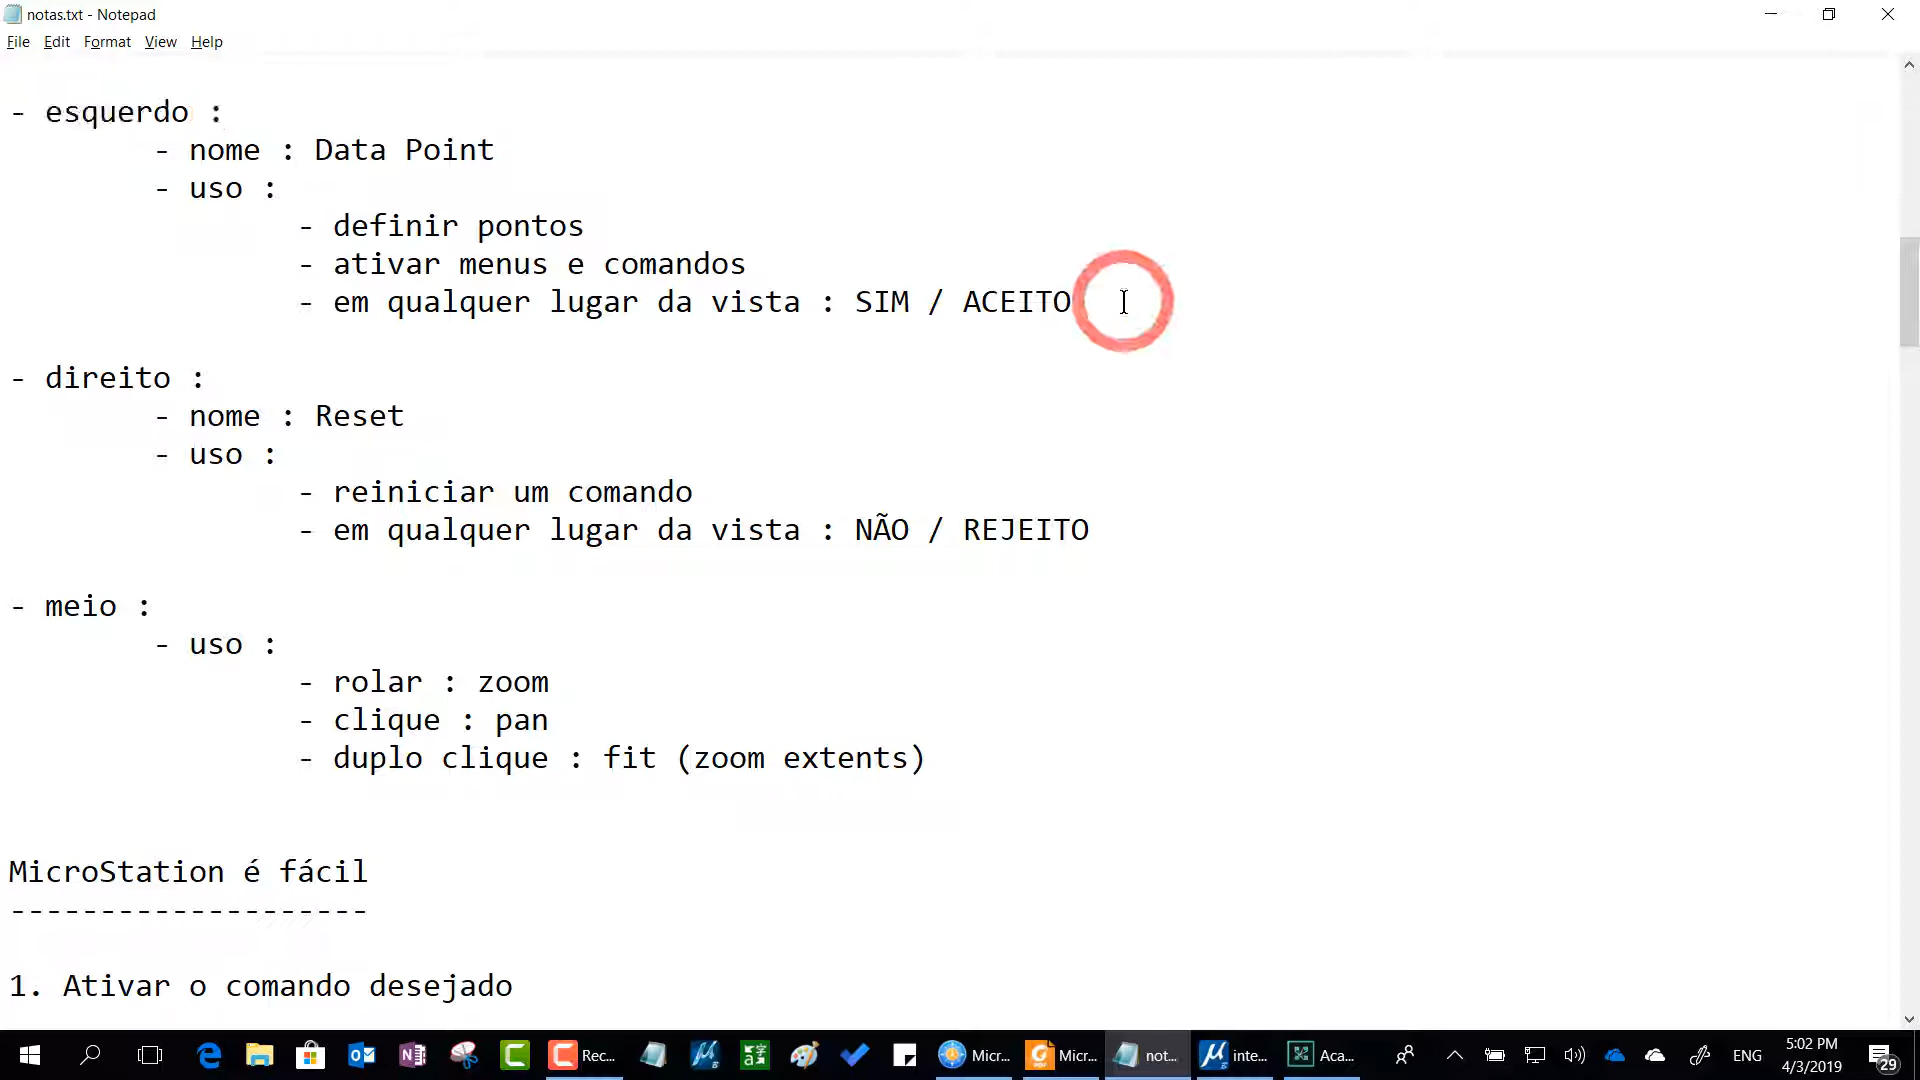 notas.txt - Notepad
File Edit Format View Help
- esquerdo :
- nome : Data Point
- uso :
- definir pontos
- ativar menus e comandos
- em qualquer lugar da vista : SIM / ACEITO
- direito :
- nome : Reset
- uso :
- reiniciar um comando
- em qualquer lugar da vista : NÃO / REJEITO
- meio :
- uso :
- rolar : zoom
- clique : pan
- duplo clique : fit (zoom extents)
MicroStation é fácil
--------------------
1. Ativar o comando desejado
Rec... Micr... Micr... not... inte... Aca... ENG 5:02 PM
4/3/2019 29